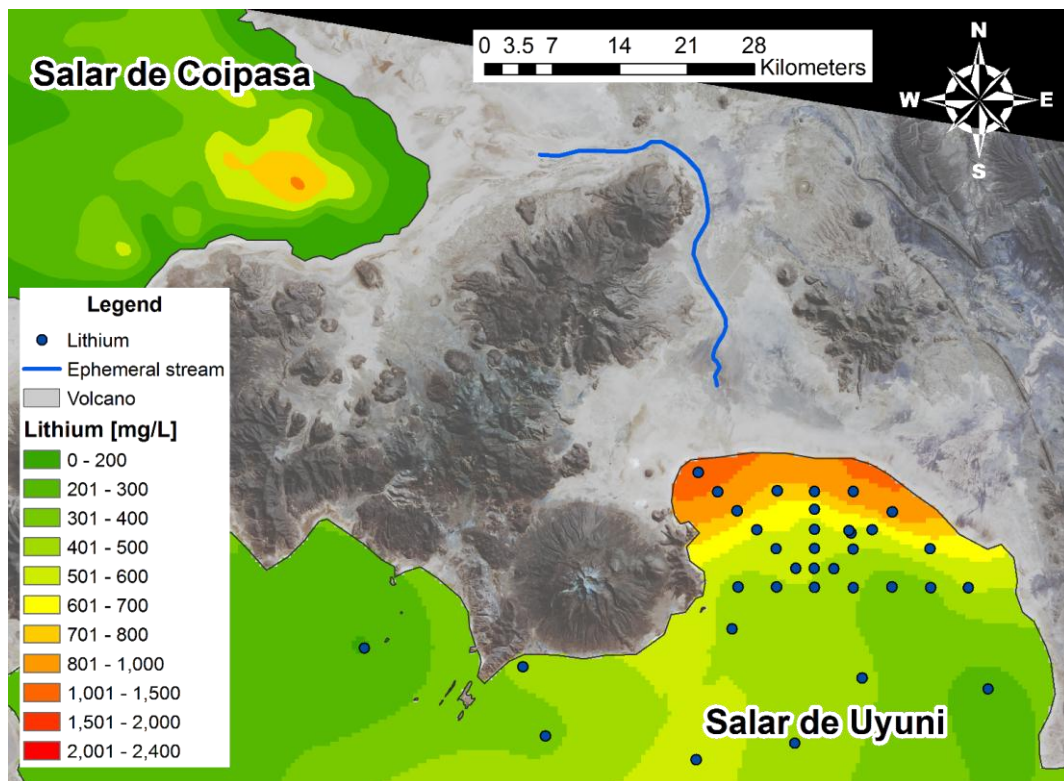 Salar de Coipasa
0 3.5 7 14 21 28
Kilometers
N
W E
S
Legend
Lithium
Ephemeral stream
Volcano
Lithium [mg/L]
0 - 200
201 - 300
301 - 400
401 - 500
501 - 600
601 - 700
701 - 800
801 - 1,000
1,001 - 1,500
1,501 - 2,000
2,001 - 2,400
Salar de Uyuni